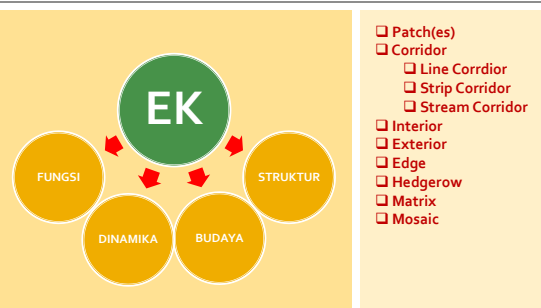 EK
FUNGSI
STRUKTUR
DINAMIKA
BUDAYA
❑ Patch(es)
❑ Corridor
❑ Line Corrdior
❑ Strip Corridor
❑ Stream Corridor
❑ Interior
❑ Exterior
❑ Edge
❑ Hedgerow
❑ Matrix
❑ Mosaic